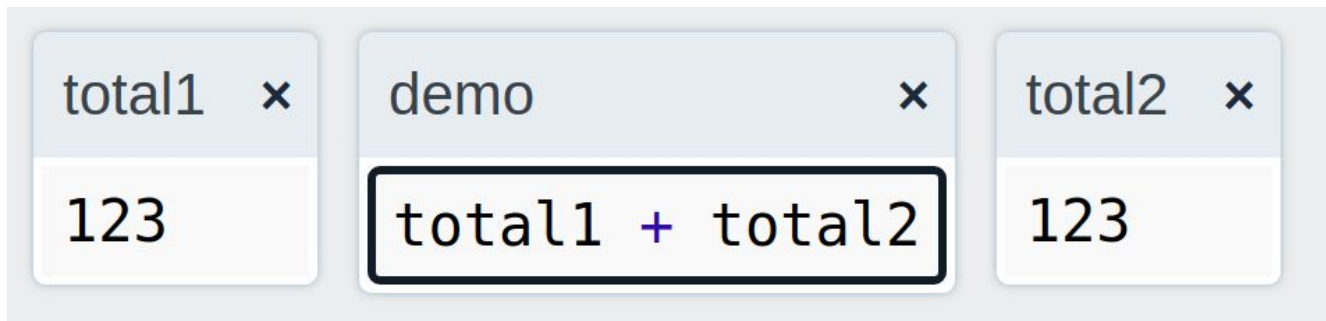 total1 ×
123
demo ×
total1 + total2
total2 ×
123